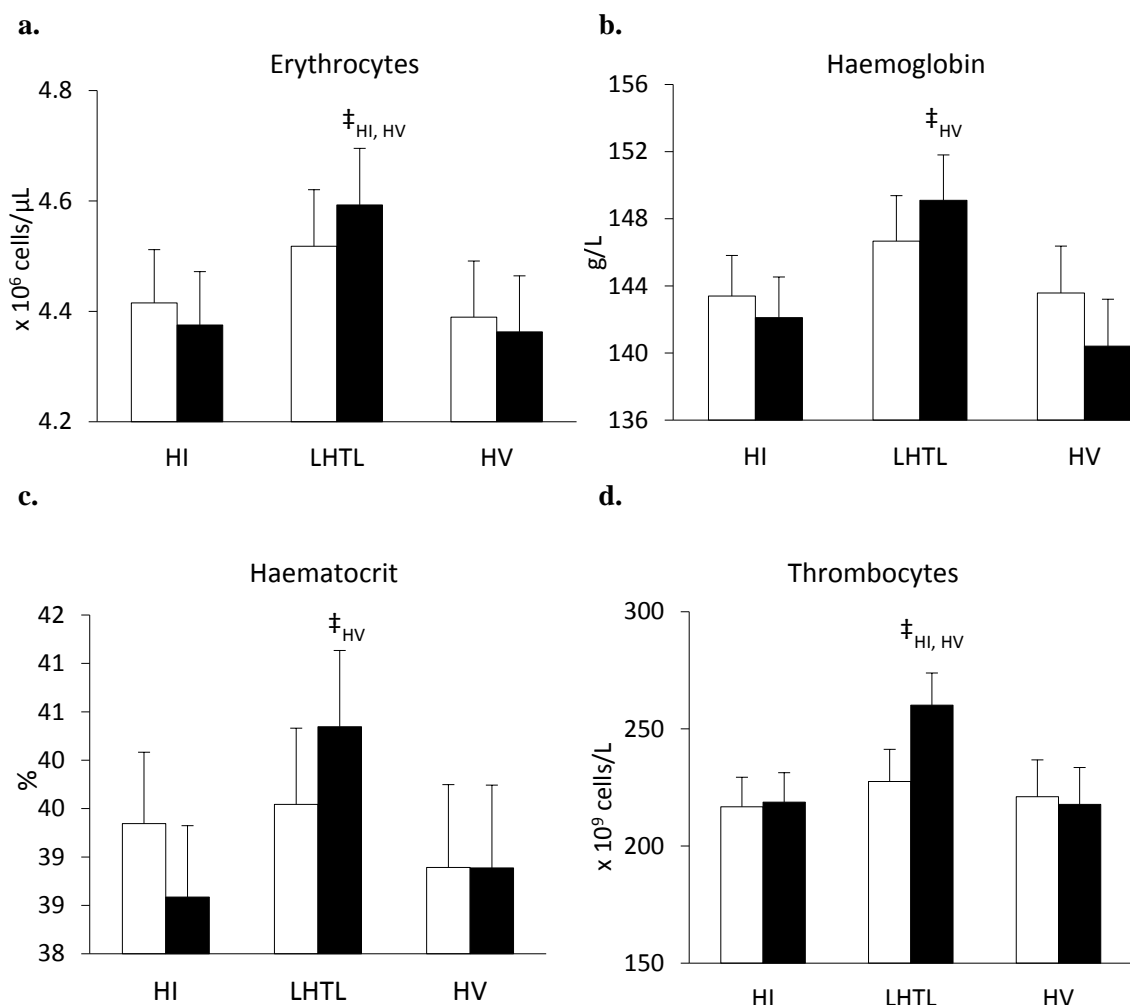 a.
Erythrocytes
4.8
4.6
4.4
4.2
x 10⁶ cells/µL
‡HI, HV
HI LHTL HV
b.
Haemoglobin
156
152
148
144
140
136
g/L
‡HV
HI LHTL HV
c.
Haematocrit
42
41
41
40
40
39
39
38
%
‡HV
HI LHTL HV
d.
Thrombocytes
300
250
200
150
x 10⁹ cells/L
‡HI, HV
HI LHTL HV